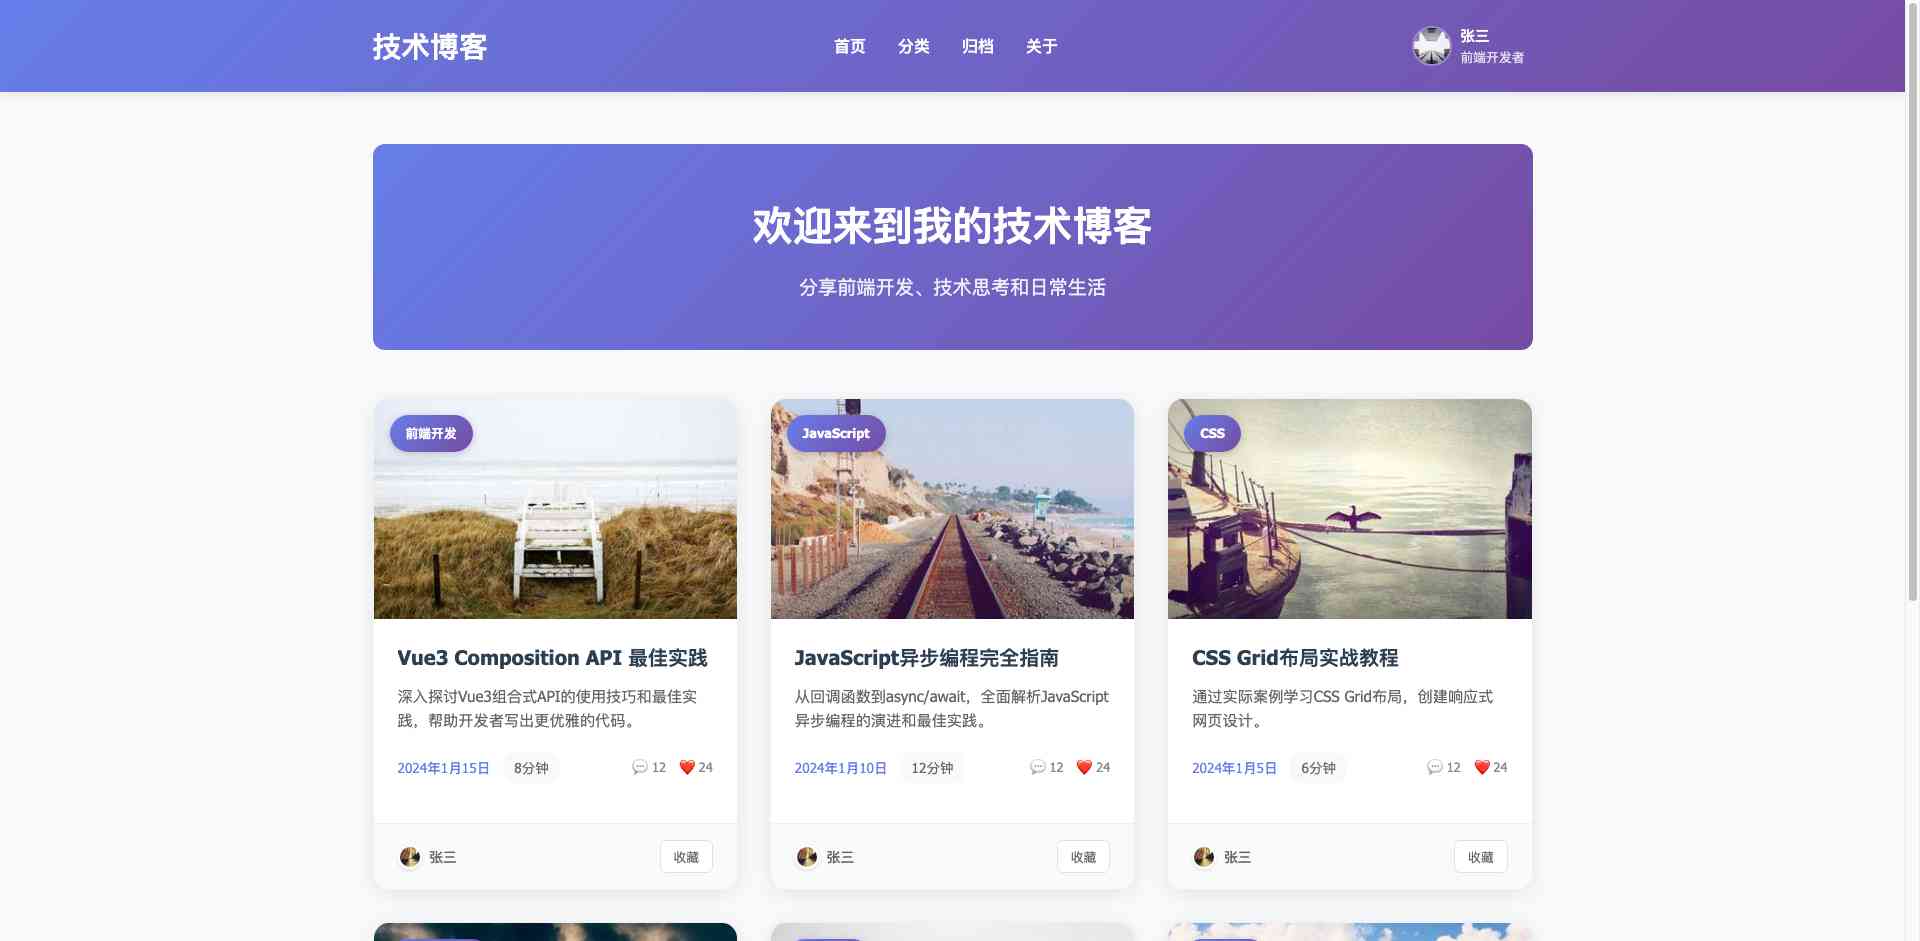 技术博客
首页 分类 归档 关于
张三
前端开发者
欢迎来到我的技术博客
分享前端开发、技术思考和日常生活
前端开发
Vue3 Composition API 最佳实践
深入探讨Vue3组合式API的使用技巧和最佳实
践，帮助开发者写出更优雅的代码。
2024年1月15日 8分钟 12 24
张三 收藏
JavaScript
JavaScript异步编程完全指南
从回调函数到async/await，全面解析JavaScript
异步编程的演进和最佳实践。
2024年1月10日 12分钟 12 24
张三 收藏
CSS
CSS Grid布局实战教程
通过实际案例学习CSS Grid布局，创建响应式
网页设计。
2024年1月5日 6分钟 12 24
张三 收藏